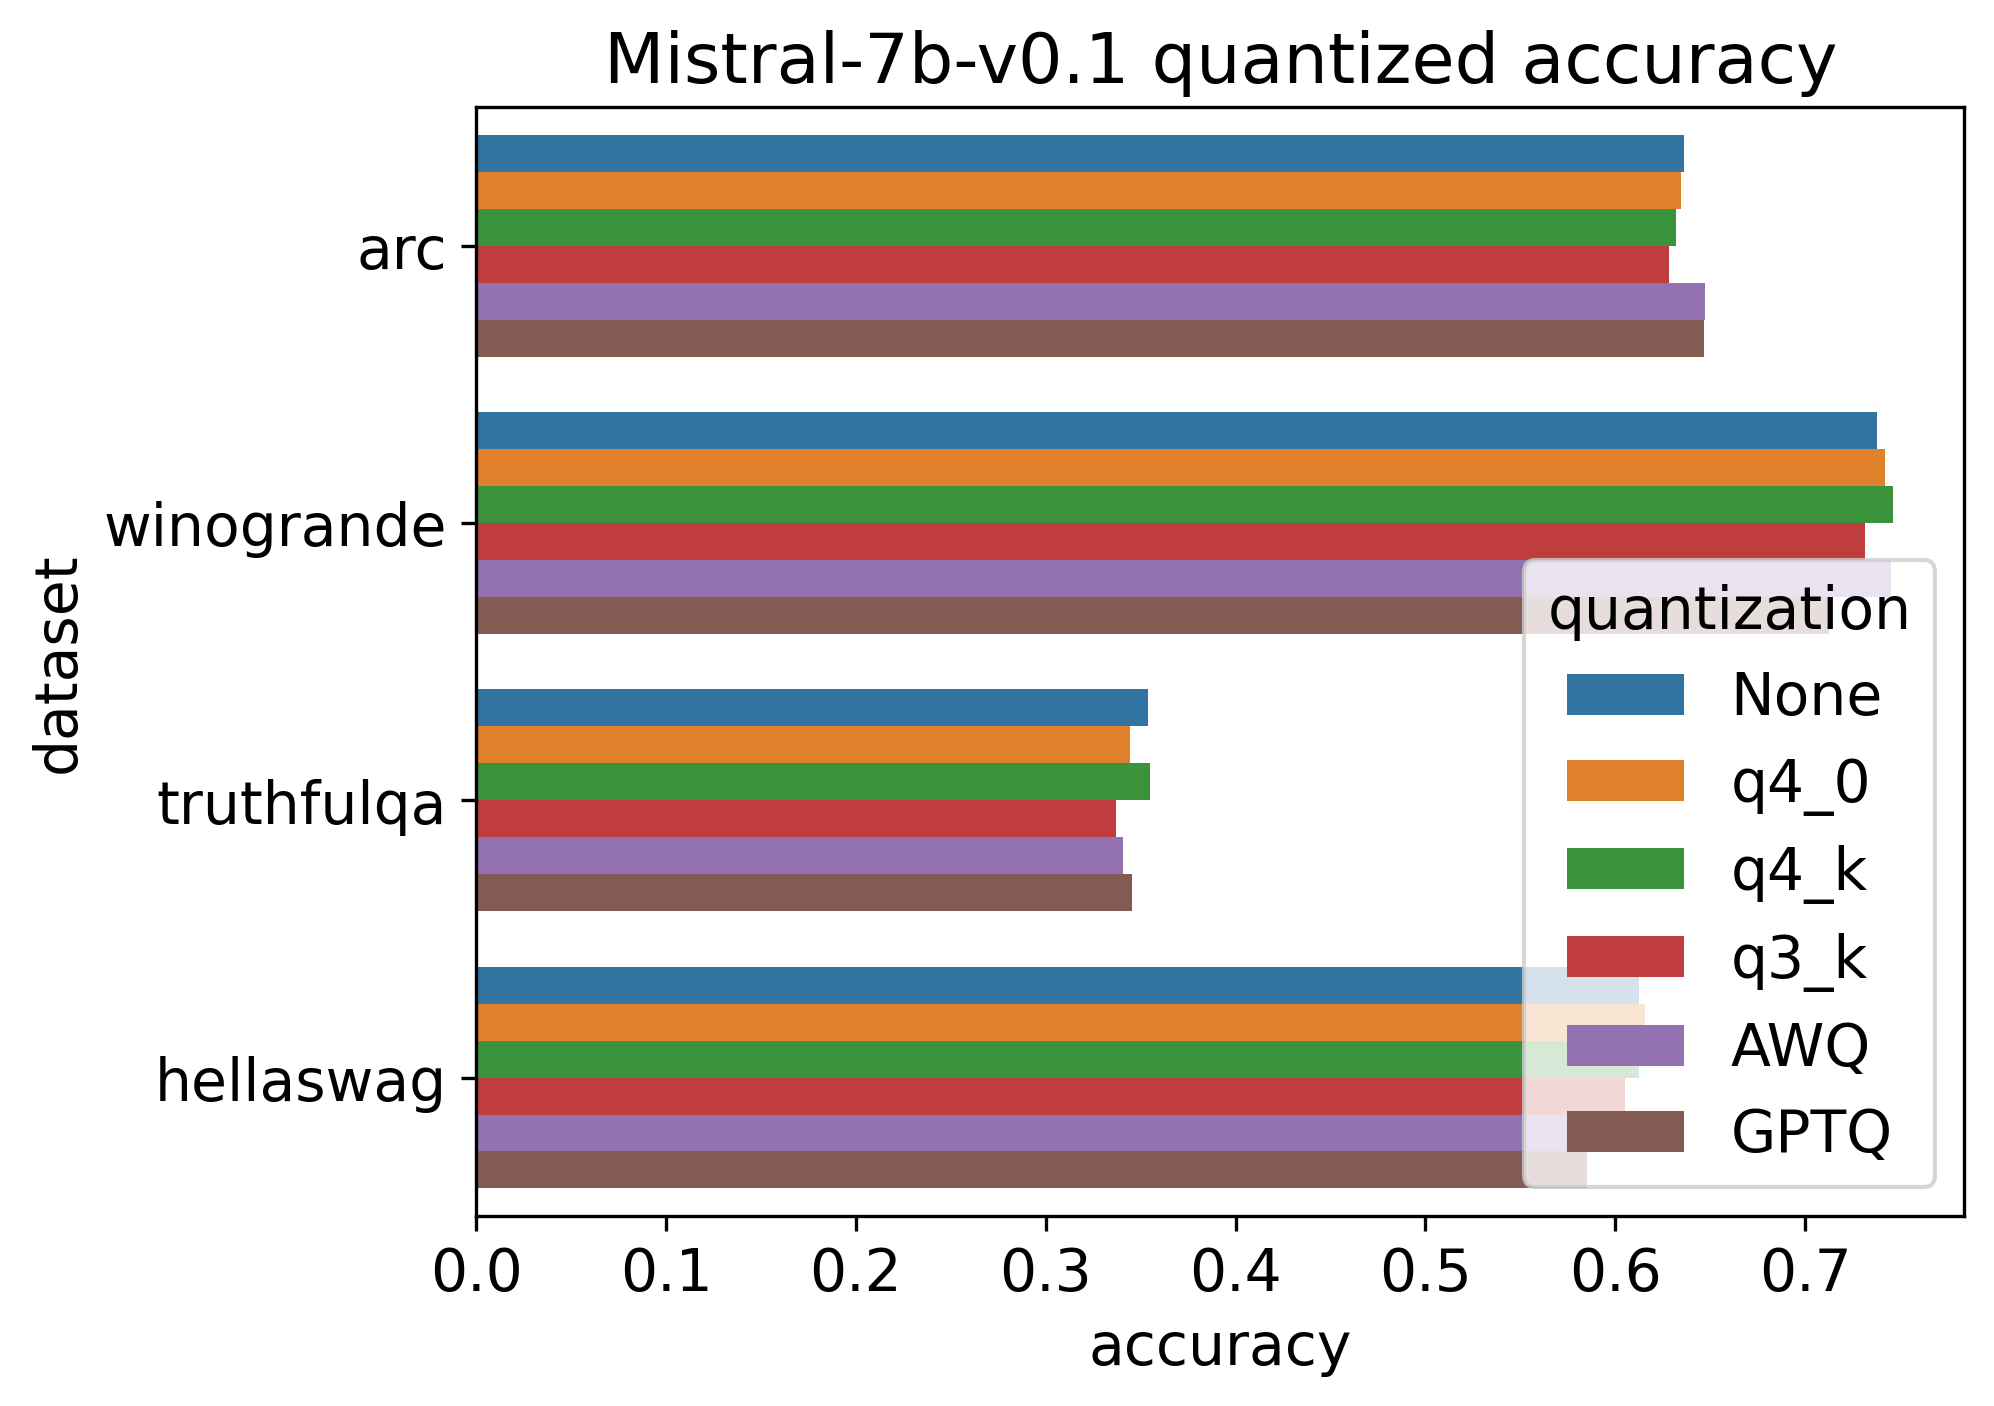 Mistral-7b-v0.1 quantized accuracy
dataset
arc
winogrande
truthfulqa
hellaswag
quantization
None
q4_0
q4_k
q3_k
AWQ
GPTQ
0.0 0.1 0.2 0.3 0.4 0.5 0.6 0.7
accuracy